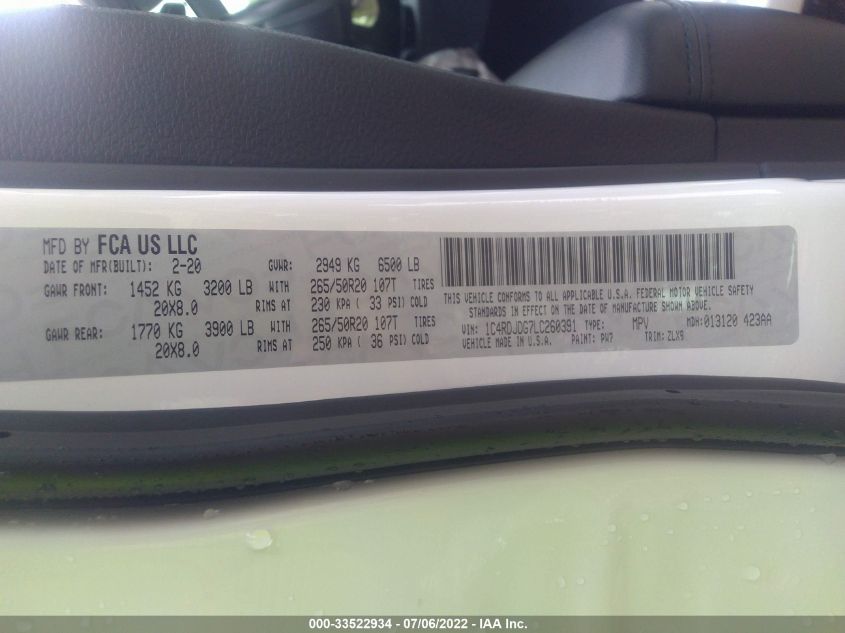 MFD BY FCA US LLC
DATE OF MFR(BUILT): 2-20 GVWR: 2949 KG 6500 LB
GAWR FRONT: 1452 KG 3200 LB WITH 265/50R20 107T TIRES
20X8.0 RIMS AT 230 KPA ( 33 PSI) COLD
GAWR REAR: 1770 KG 3900 LB WITH 265/50R20 107T TIRES
20X8.0 RIMS AT 250 KPA ( 36 PSI) COLD
THIS VEHICLE CONFORMS TO ALL APPLICABLE U.S.A. FEDERAL MOTOR VEHICLE SAFETY
STANDARDS IN EFFECT ON THE DATE OF MANUFACTURE SHOWN ABOVE.
VIN: 1C4RDJDG7LC260391 TYPE: MPV MDH: 013120 423AA
VEHICLE MADE IN U.S.A. PAINT: PW7 TRIM: ZLX9
000-33522934 - 07/06/2022 - IAA Inc.